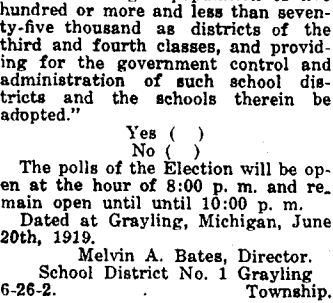 hundred or more and less than seven-
ty-five thousand as districts of the
third and fourth classes, and provid-
ing for the government control and
administration of such school dis-
tricts and the schools therein be
adopted."
Yes ( )
No ( )
The polls of the Election will be op-
en at the hour of 8:00 p. m. and re-
main open until until 10:00 p. m.
Dated at Grayling, Michigan, June
20th, 1919.
Melvin A. Bates, Director.
School District No. 1 Grayling
6-26-2. Township.